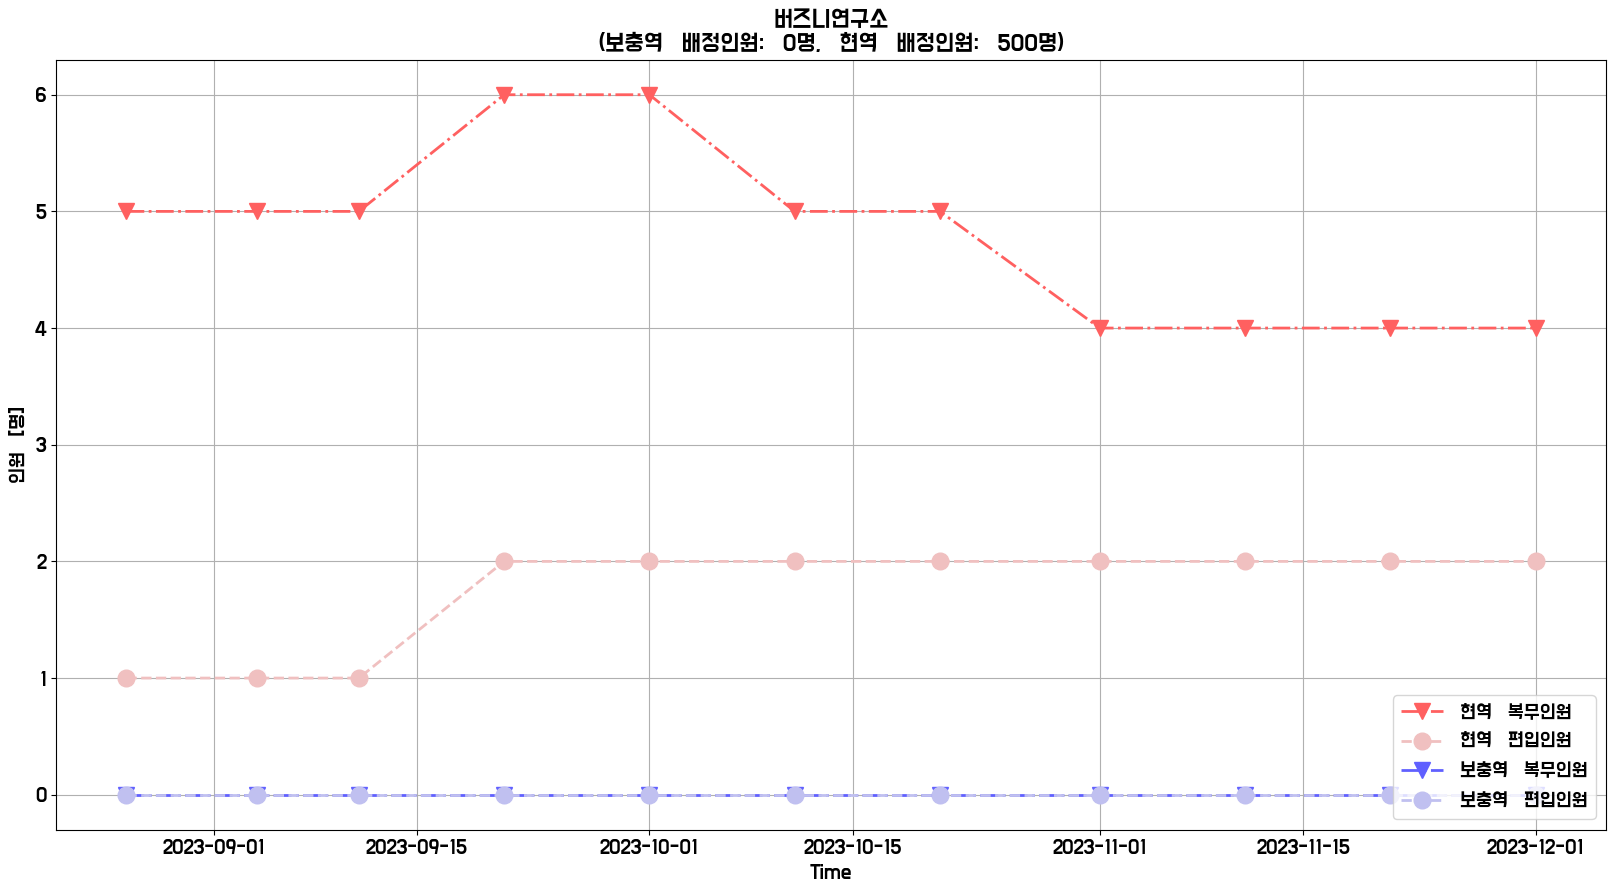 버즈니연구소
(보충역 배정인원: 0명, 현역 배정인원: 500명)
인원 [명]
6
5
4
3
2
1
0
2023-09-01 2023-09-15 2023-10-01 2023-10-15 2023-11-01 2023-11-15 2023-12-01
Time
현역 복무인원
현역 편입인원
보충역 복무인원
보충역 편입인원